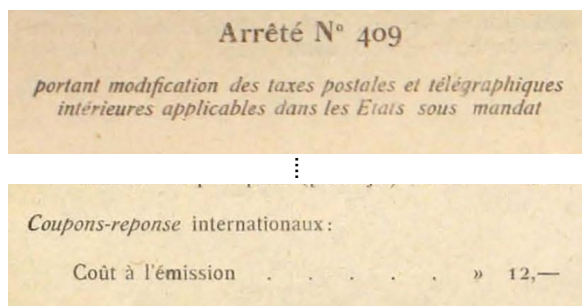 Arrêté Nº 409
portant modification des taxes postales et télégraphiques
intérieures applicables dans les Etats sous mandat
Coupons-reponse internationaux:
Coût à l'émission . . . . . » 12,—